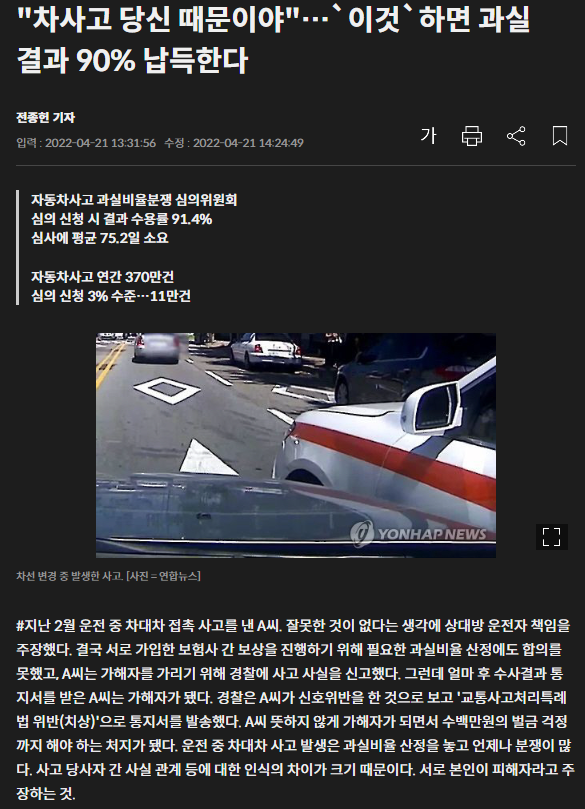 "차사고 당신 때문이야"…`이것`하면 과실
결과 90% 납득한다
전종헌 기자
입력 : 2022-04-21 13:31:56 수정 : 2022-04-21 14:24:49
가
자동차사고 과실비율분쟁 심의위원회
심의 신청 시 결과 수용률 91.4%
심사에 평균 75.2일 소요
자동차사고 연간 370만건
심의 신청 3% 수준…11만건
YONHAP NEWS
차선 변경 중 발생한 사고. [사진 = 연합뉴스]
#지난 2월 운전 중 차대차 접촉 사고를 낸 A씨. 잘못한 것이 없다는 생각에 상대방 운전자 책임을
주장했다. 결국 서로 가입한 보험사 간 보상을 진행하기 위해 필요한 과실비율 산정에도 합의를
못했고, A씨는 가해자를 가리기 위해 경찰에 사고 사실을 신고했다. 그런데 얼마 후 수사결과 통
지서를 받은 A씨는 가해자가 됐다. 경찰은 A씨가 신호위반을 한 것으로 보고 '교통사고처리특례
법 위반(치상)'으로 통지서를 발송했다. A씨 뜻하지 않게 가해자가 되면서 수백만원의 벌금 걱정
까지 해야 하는 처지가 됐다. 운전 중 차대차 사고 발생은 과실비율 산정을 놓고 언제나 분쟁이 많
다. 사고 당사자 간 사실 관계 등에 대한 인식의 차이가 크기 때문이다. 서로 본인이 피해자라고 주
장하는 것.